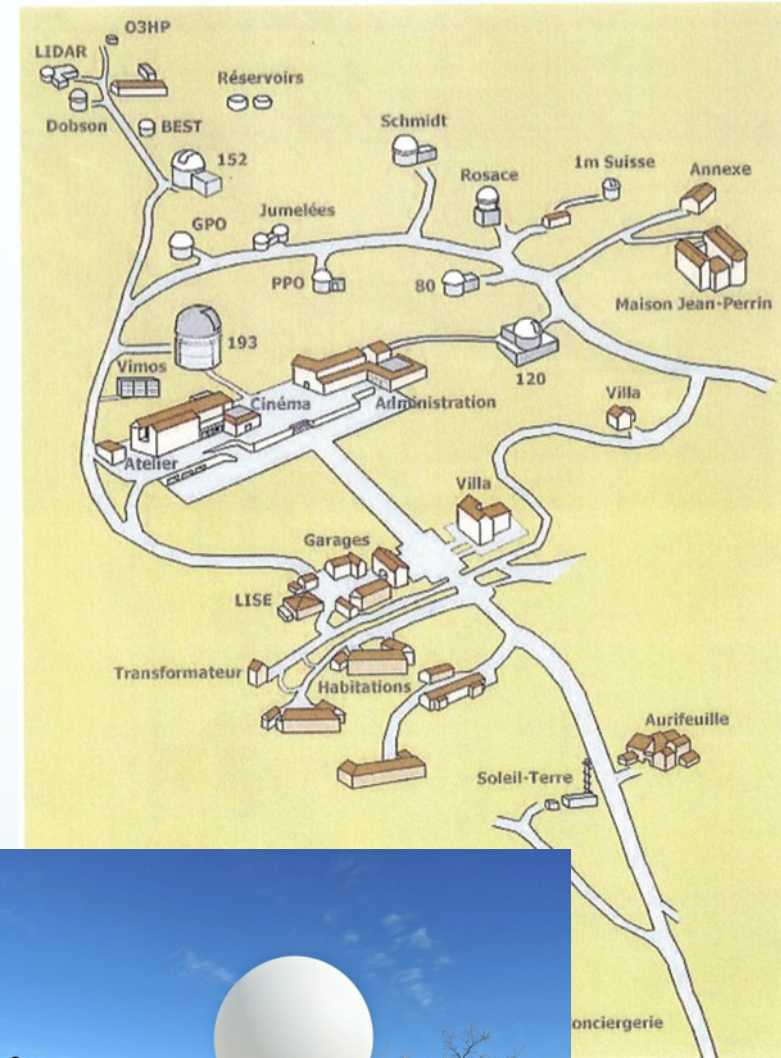 O3HP
LIDAR
Réservoirs
Dobson
BEST
Schmidt
152
1m Suisse
Annexe
Rosace
Jumelées
GPO
PPO
80
Maison Jean-Perrin
193
Vimos
120
Cinéma
Administration
Villa
Atelier
Villa
Garages
LISE
Transformateur
Habitations
Aurifeuille
Soleil-Terre
onciergerie